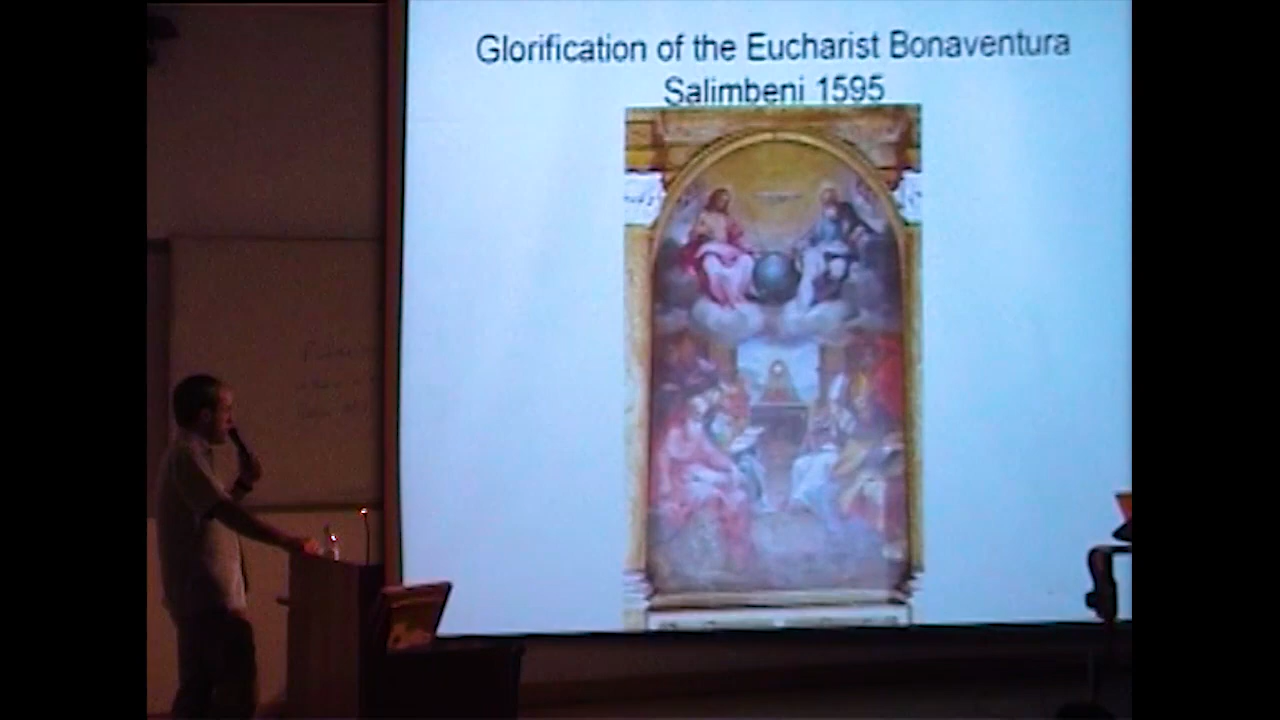 Glorification of the Eucharist Bonaventura
Salimbeni 1595